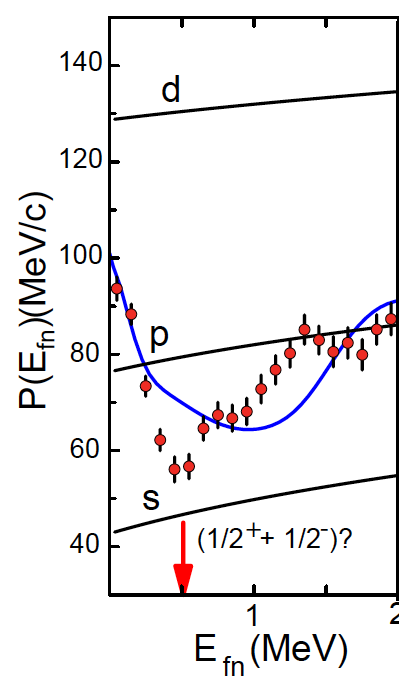 140
120
100
80
60
40
P(E_fn)(MeV/c)
d
p
s
(1/2⁺+ 1/2⁻)?
1
2
E_fn(MeV)